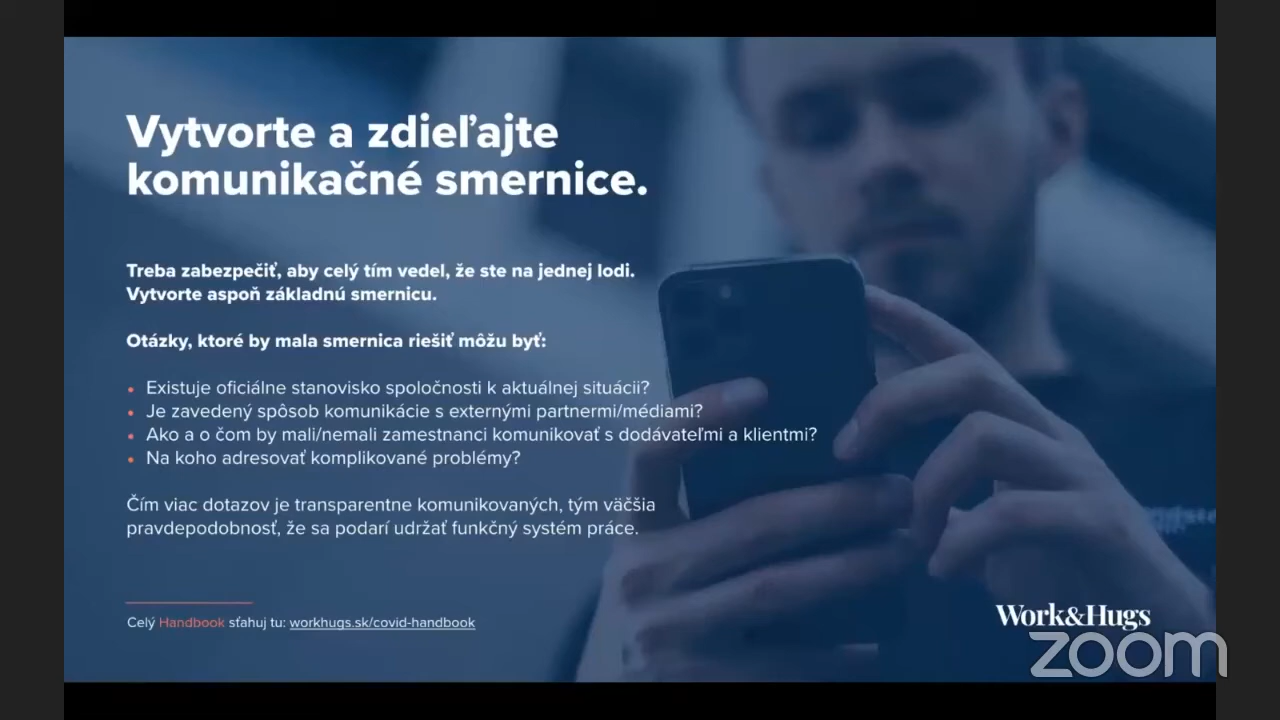 Vytvorte a zdieľajte
komunikačné smernice.
Treba zabezpečiť, aby celý tím vedel, že ste na jednej lodi.
Vytvorte aspoň základnú smernicu.
Otázky, ktoré by mala smernica riešiť môžu byť:
• Existuje oficiálne stanovisko spoločnosti k aktuálnej situácii?
• Je zavedený spôsob komunikácie s externými partnermi/médiami?
• Ako a o čom by mali/nemali zamestnanci komunikovať s dodávateľmi a klientmi?
• Na koho adresovať komplikované problémy?
Čím viac dotazov je transparentne komunikovaných, tým väčšia
pravdepodobnosť, že sa podarí udržať funkčný systém práce.
Celý Handbook sťahuj tu: workhugs.sk/covid-handbook
Work&Hugs
zoom